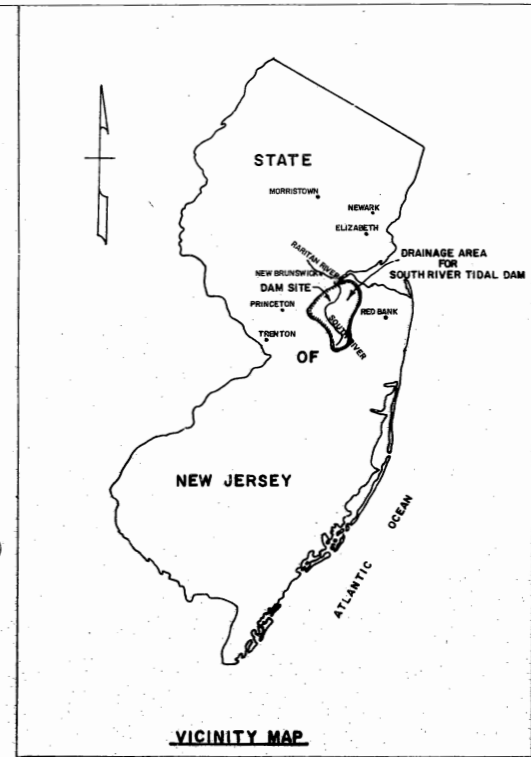 STATE
MORRISTOWN
NEWARK
ELIZABETH
RARITAN RIVER
DRAINAGE AREA
FOR
SOUTH RIVER TIDAL DAM
NEW BRUNSWICK
DAM SITE
PRINCETON
RED BANK
SOUTH RIVER
TRENTON
OF
NEW JERSEY
ATLANTIC OCEAN
VICINITY MAP